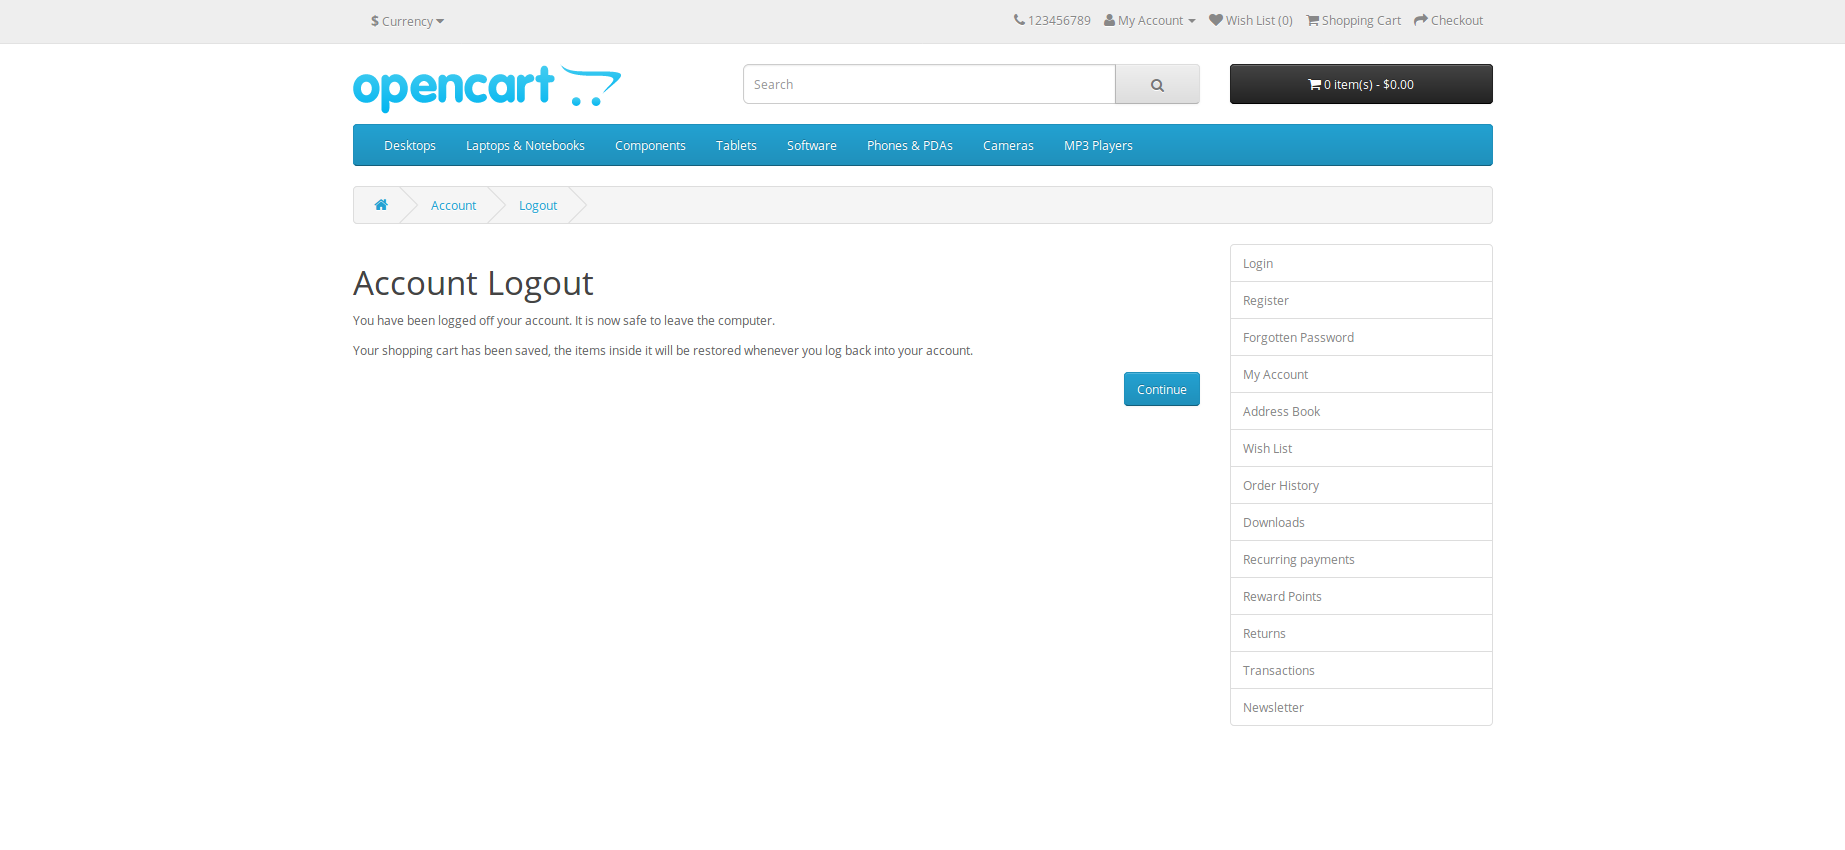 $ Currency
123456789 My Account Wish List (0) Shopping Cart Checkout
opencart
Search
0 item(s) - $0.00
Desktops Laptops & Notebooks Components Tablets Software Phones & PDAs Cameras MP3 Players
Account Logout
Account Logout
You have been logged off your account. It is now safe to leave the computer.
Your shopping cart has been saved, the items inside it will be restored whenever you log back into your account.
Continue
Login
Register
Forgotten Password
My Account
Address Book
Wish List
Order History
Downloads
Recurring payments
Reward Points
Returns
Transactions
Newsletter